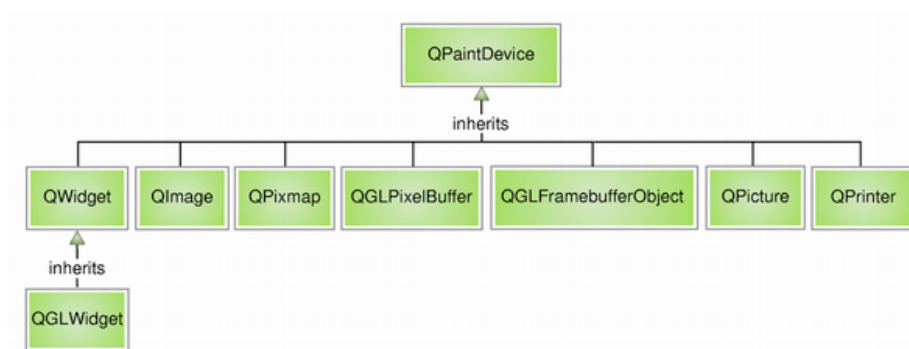 QPaintDevice
inherits
QWidget
QImage
QPixmap
QGLPixelBuffer
QGLFramebufferObject
QPicture
QPrinter
inherits
QGLWidget